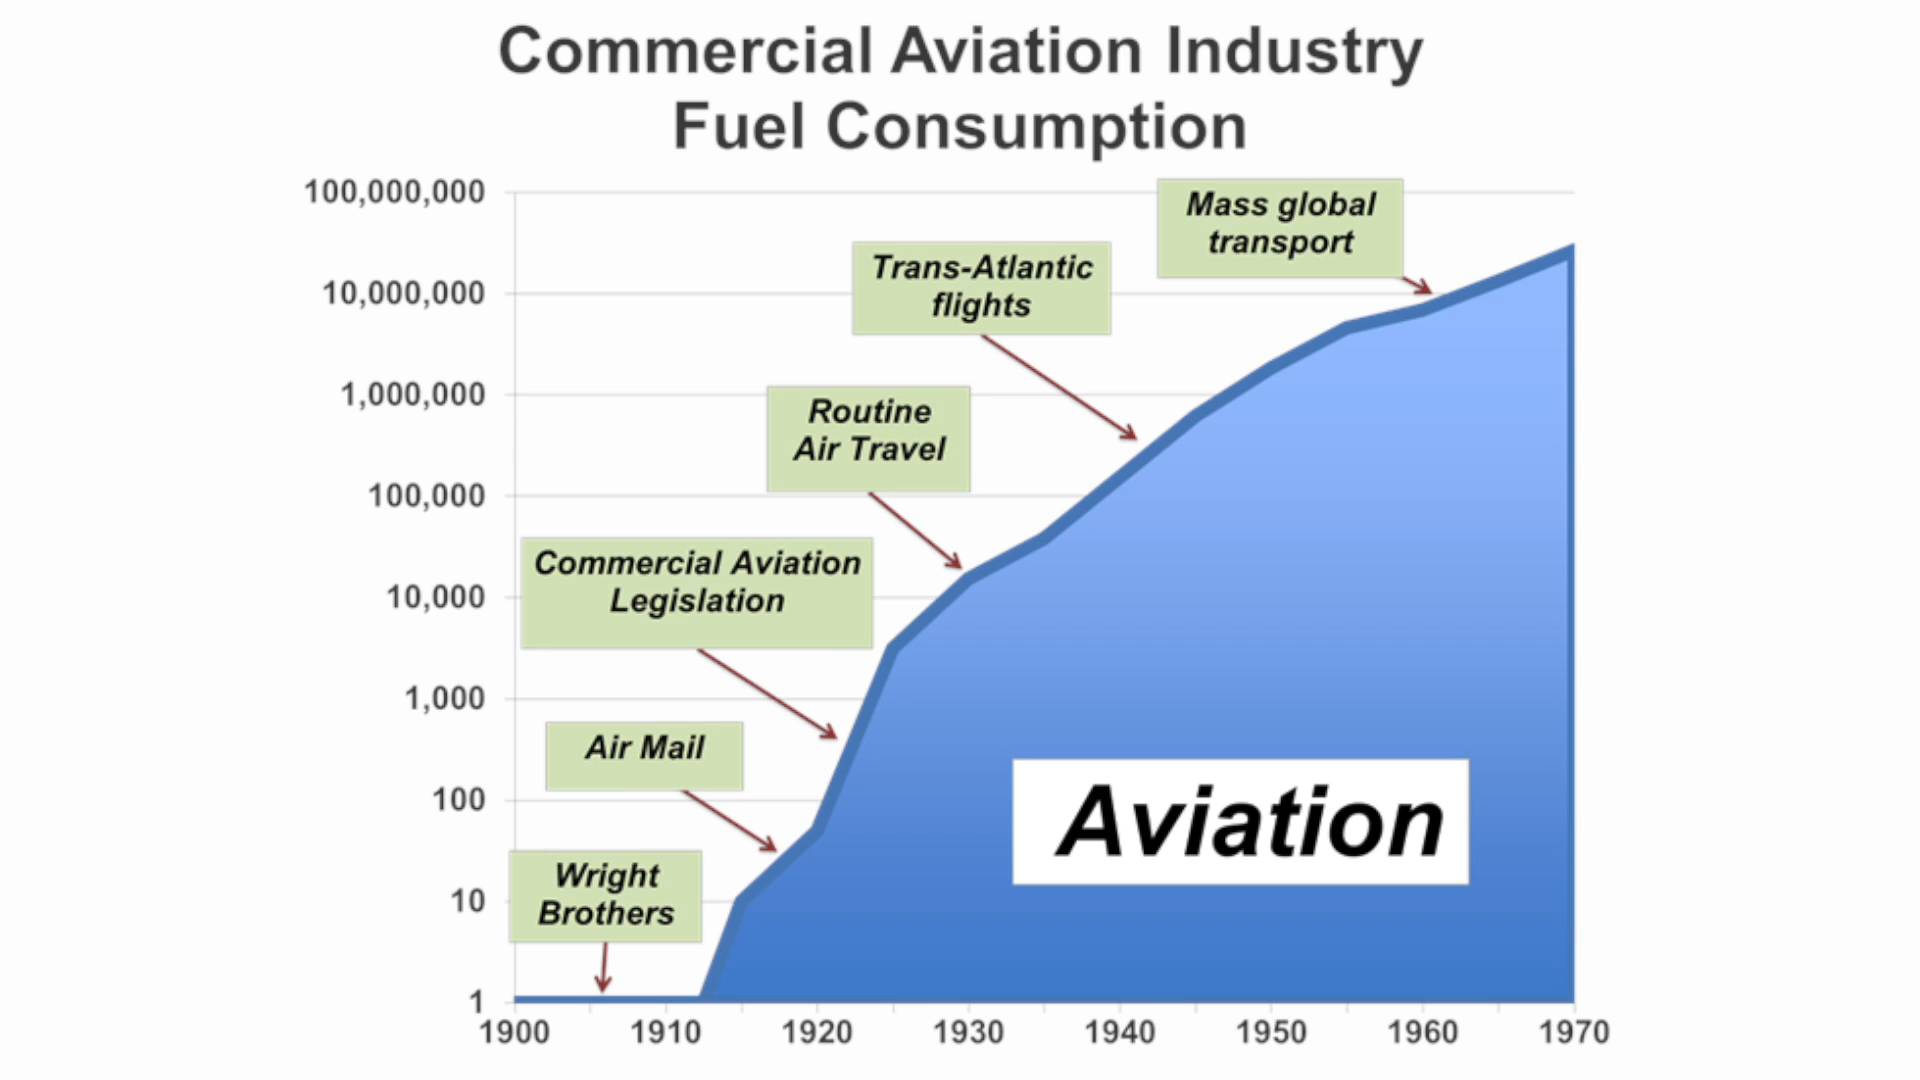 Commercial Aviation Industry
Fuel Consumption
100,000,000
10,000,000
1,000,000
100,000
10,000
1,000
100
10
1
Mass global
transport
Trans-Atlantic
flights
Routine
Air Travel
Commercial Aviation
Legislation
Air Mail
Wright
Brothers
Aviation
1900 1910 1920 1930 1940 1950 1960 1970